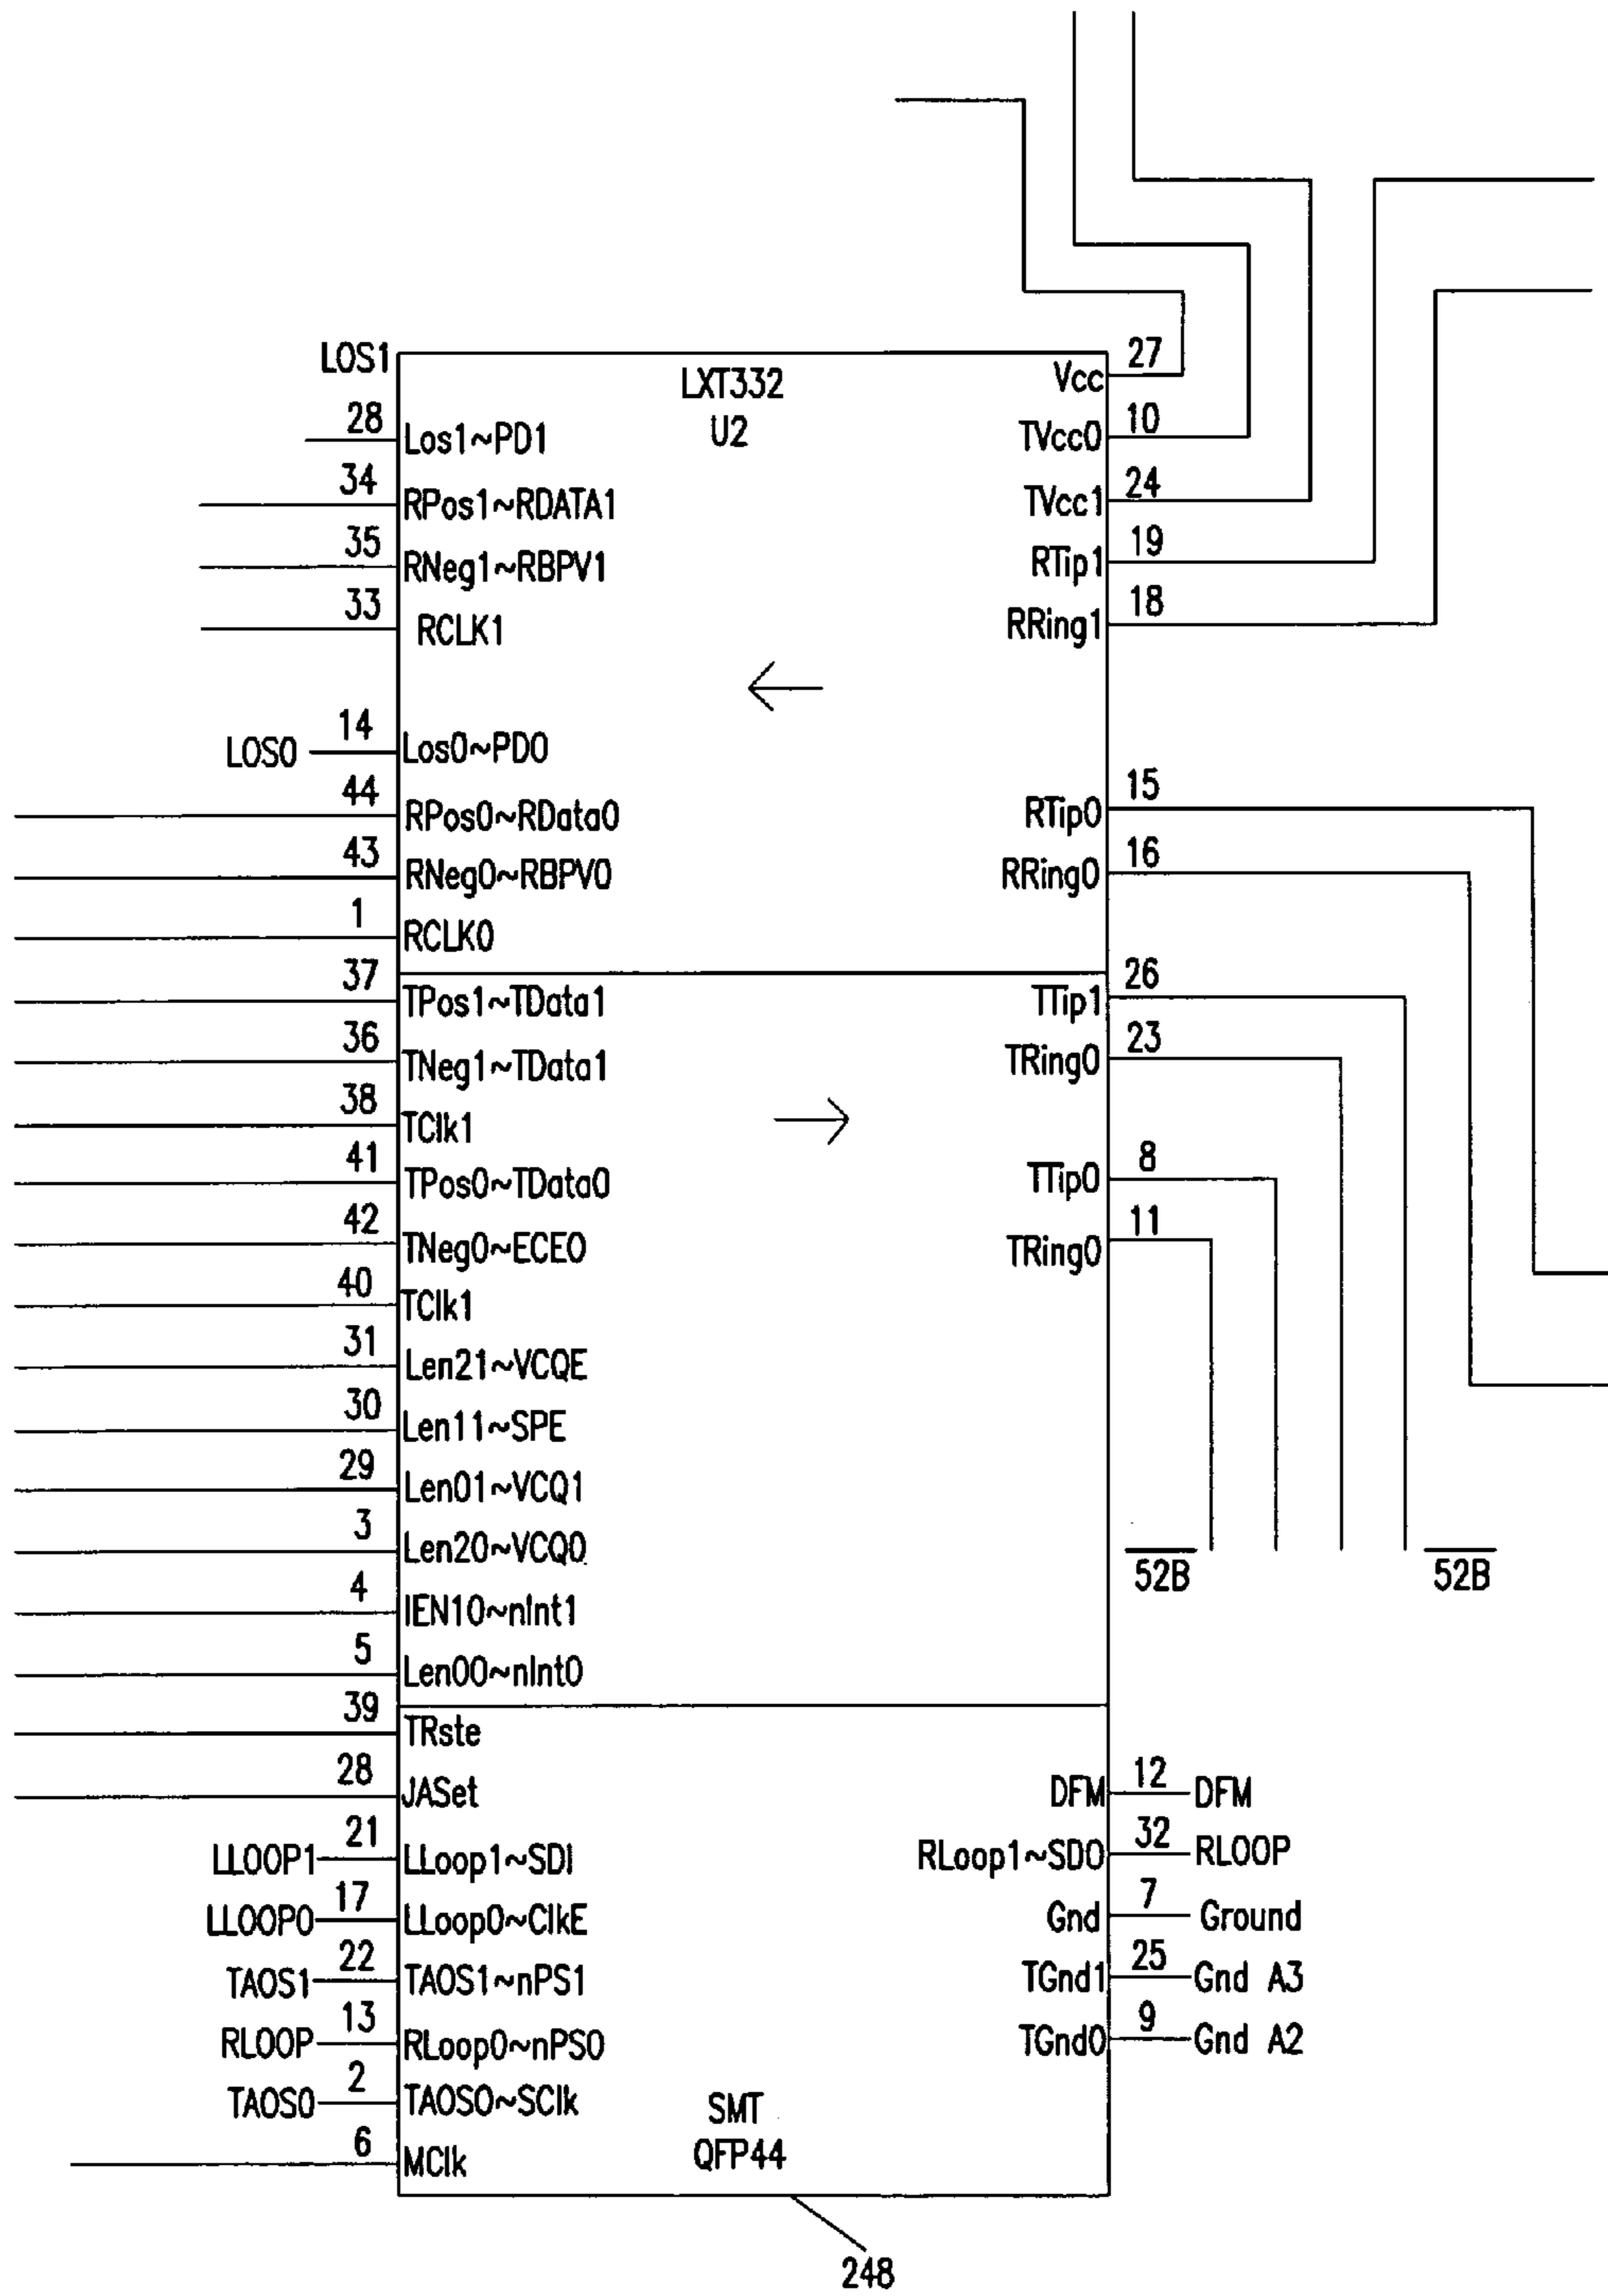 LOS1
LXT332
U2
28 Los1~PD1
34 RPos1~RDATA1
35 RNeg1~RBPV1
33 RCLK1
LOS0 14 Los0~PD0
44 RPos0~RData0
43 RNeg0~RBPV0
1 RCLK0
37 TPos1~TData1
36 TNeg1~TData1
38 TClk1
41 TPos0~TData0
42 TNeg0~ECE0
40 TClk1
31 Len21~VCQE
30 Len11~SPE
29 Len01~VCQ1
3 Len20~VCQ0
4 lEN10~nInt1
5 Len00~nInt0
39 TRste
28 JASet
LLOOP1 21 LLoop1~SDI
LLOOP0 17 LLoop0~ClkE
TAOS1 22 TAOS1~nPS1
RLOOP 13 RLoop0~nPS0
TAOS0 2 TAOS0~SClk
6 MClk
Vcc 27
TVcc0 10
TVcc1 24
RTip1 19
RRing1 18
RTip0 15
RRing0 16
TTip1 26
TRing0 23
TTip0 8
TRing0 11
52B 52B
DFM 12 DFM
RLoop1~SD0 32 RLOOP
Gnd 7 Ground
TGnd1 25 Gnd A3
TGnd0 9 Gnd A2
SMT
QFP44
248